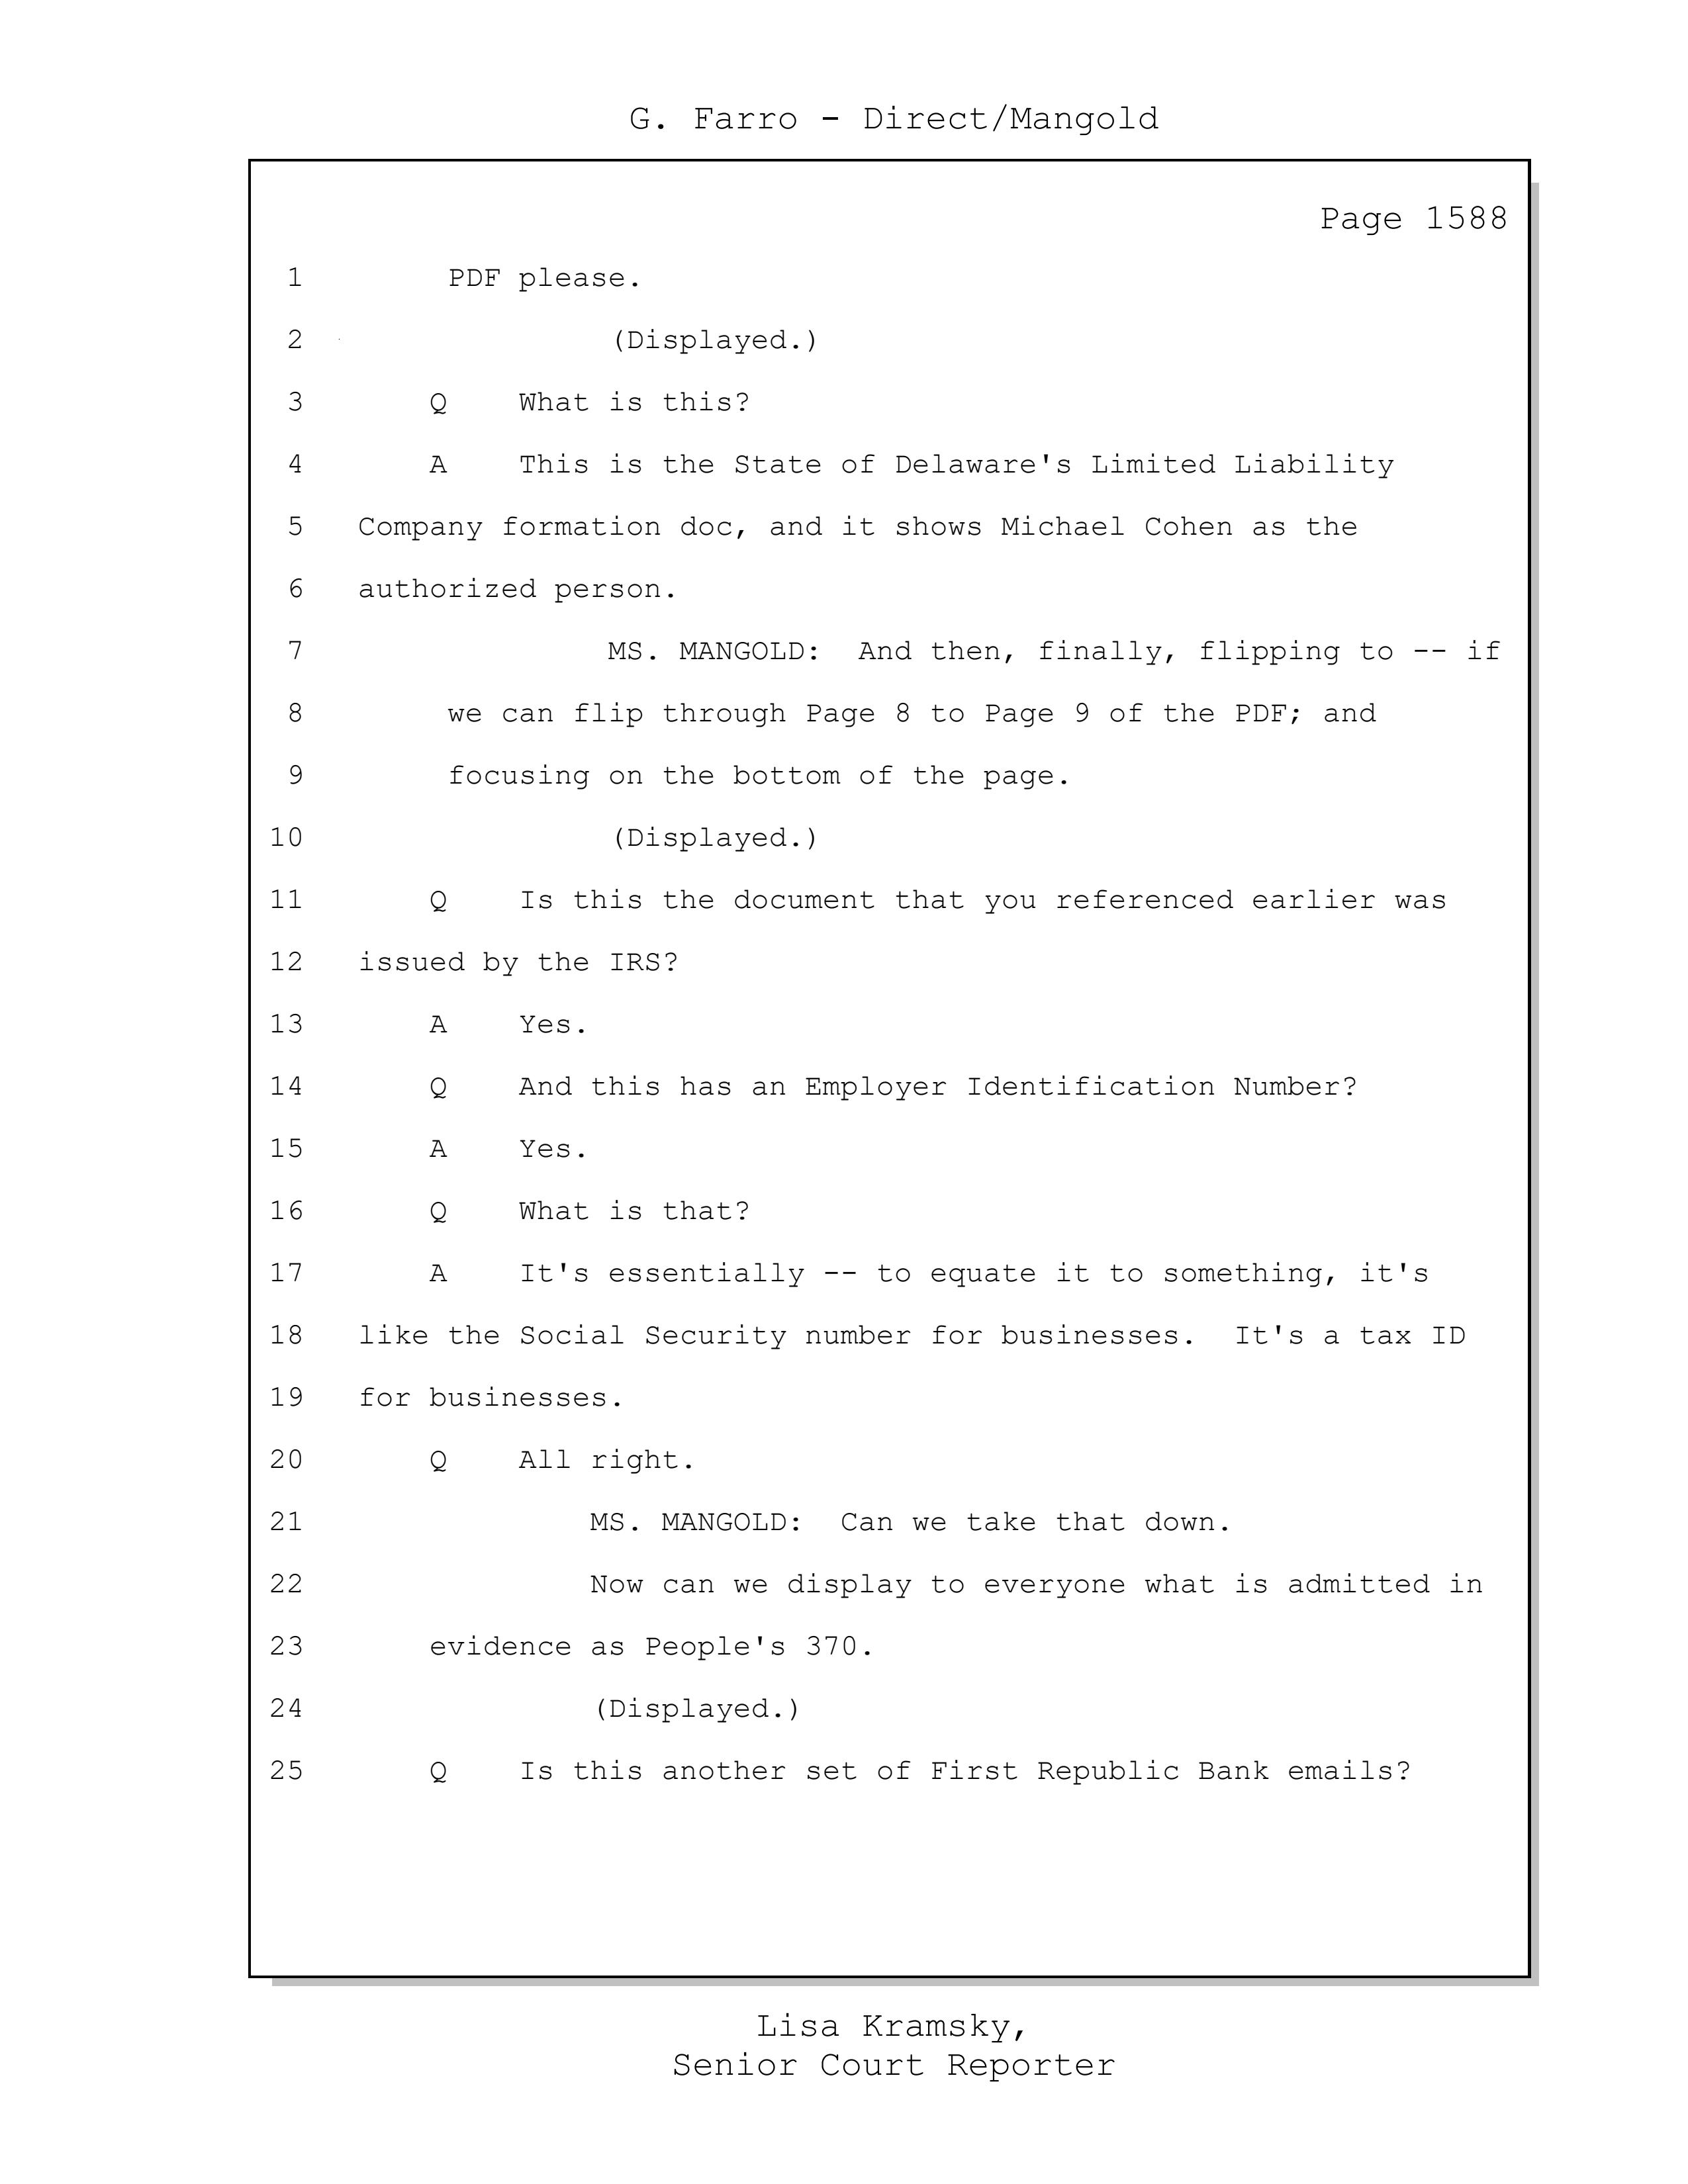 G. Farro - Direct/Mangold
Page 1588
1 PDF please.
2 (Displayed.)
3 Q What is this?
4 A This is the State of Delaware's Limited Liability
5 Company formation doc, and it shows Michael Cohen as the
6 authorized person.
7 MS. MANGOLD: And then, finally, flipping to -- if
8 we can flip through Page 8 to Page 9 of the PDF; and
9 focusing on the bottom of the page.
10 (Displayed.)
11 Q Is this the document that you referenced earlier was
12 issued by the IRS?
13 A Yes.
14 Q And this has an Employer Identification Number?
15 A Yes.
16 Q What is that?
17 A It's essentially -- to equate it to something, it's
18 like the Social Security number for businesses. It's a tax ID
19 for businesses.
20 Q All right.
21 MS. MANGOLD: Can we take that down.
22 Now can we display to everyone what is admitted in
23 evidence as People's 370.
24 (Displayed.)
25 Q Is this another set of First Republic Bank emails?
Lisa Kramsky,
Senior Court Reporter